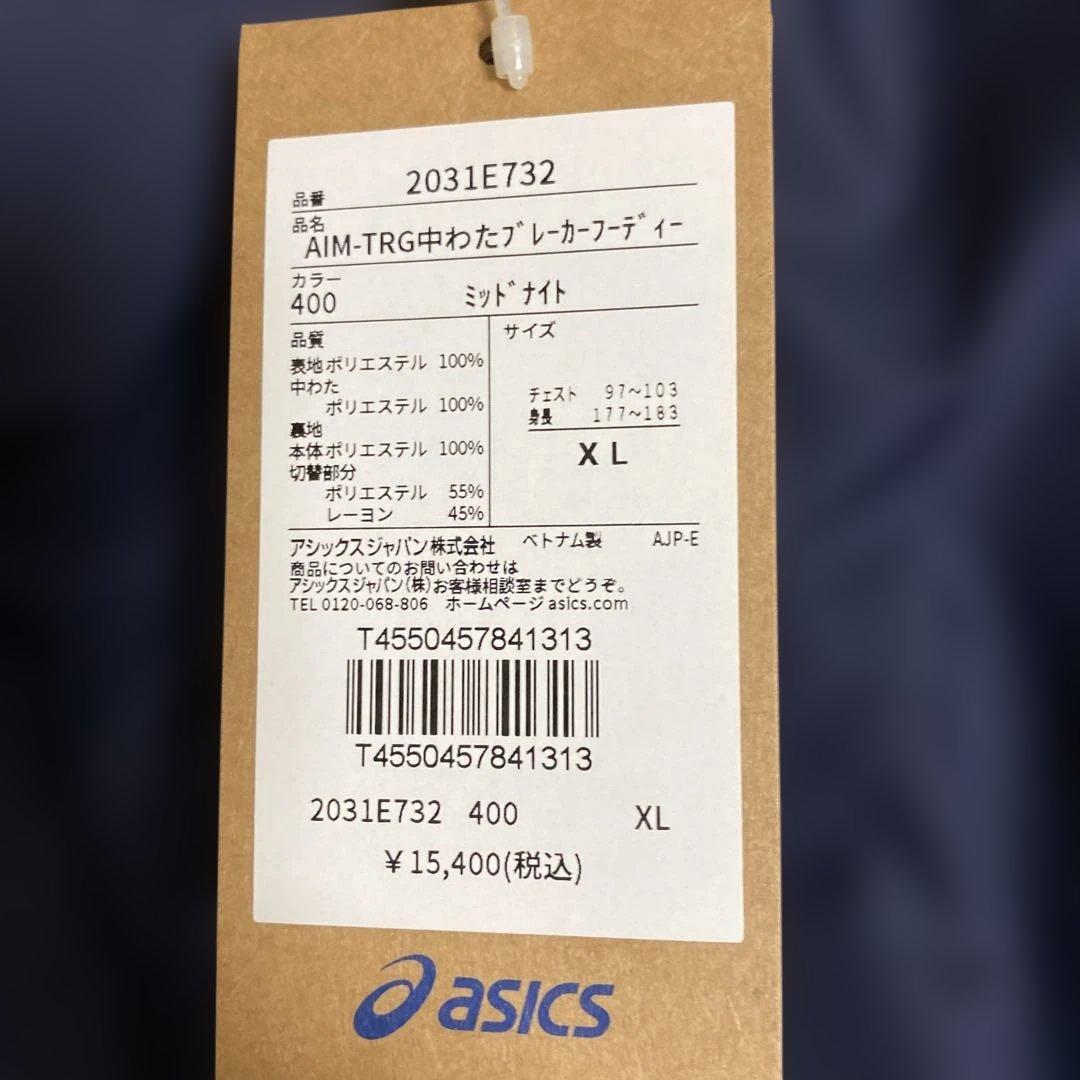 品番 2031E732
品名
AIM-TRG中わたﾌﾞﾚｰｶｰﾌｰﾃﾞｨｰ
カラー
400 ﾐｯﾄﾞﾅｲﾄ
品質
表地 ポリエステル 100%
中わた
ポリエステル 100%
裏地
本体 ポリエステル 100%
切替部分
ポリエステル 55%
レーヨン 45%
サイズ
チェスト 97~103
身長 177~183
XL
アシックスジャパン株式会社 ベトナム製 AJP-E
商品についてのお問い合わせは
アシックスジャパン(株)お客様相談室までどうぞ。
TEL 0120-068-806 ホームページ asics.com
T4550457841313
T4550457841313
2031E732 400 XL
¥15,400(税込)
asics